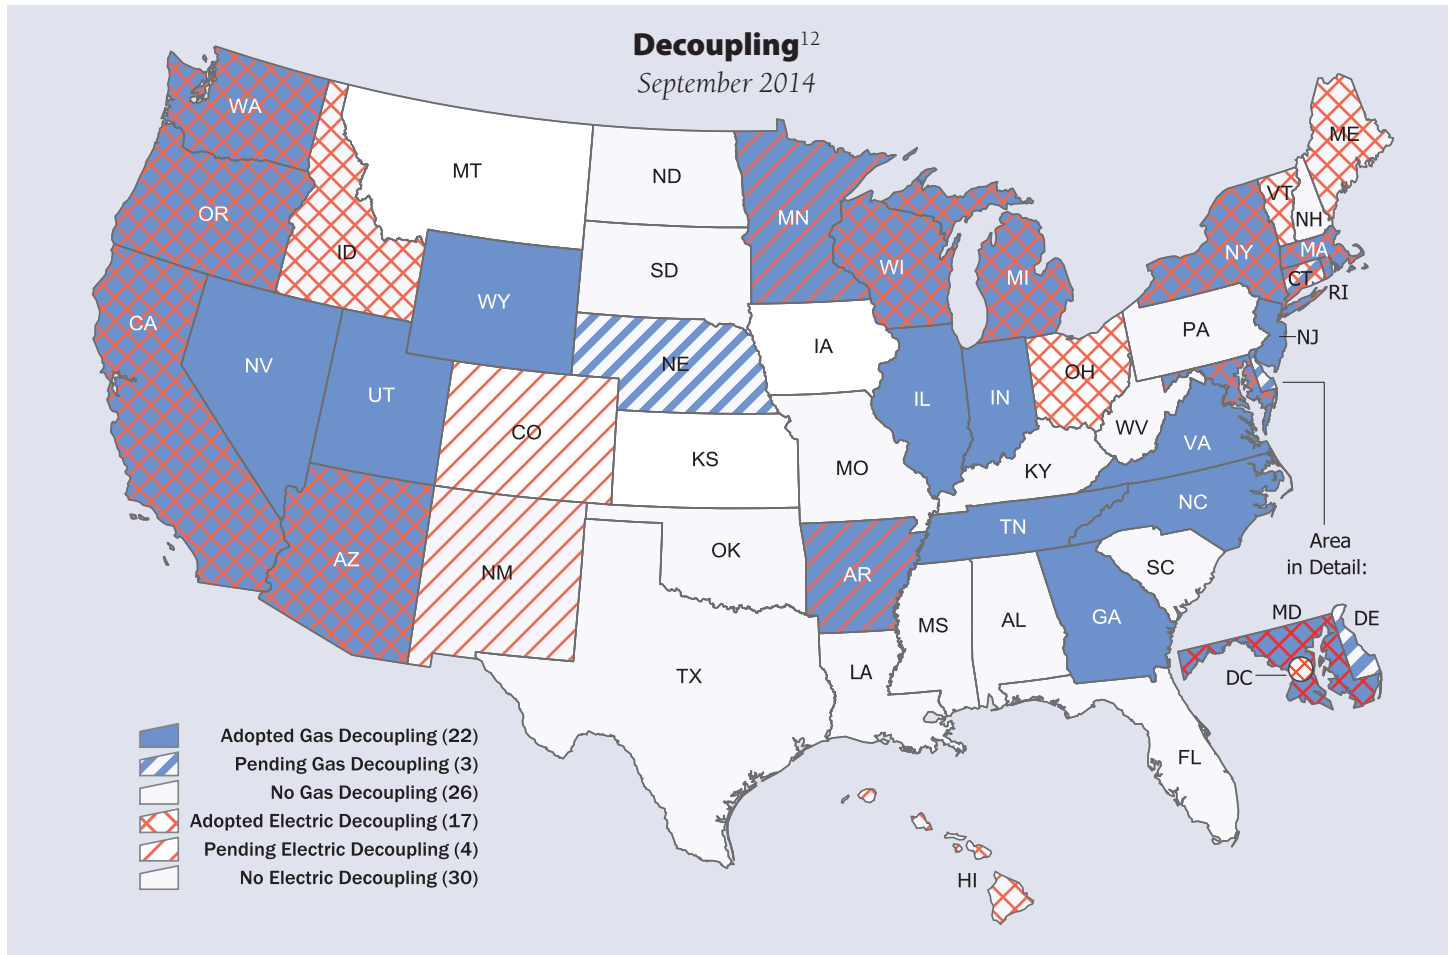 Decoupling12
September 2014
WA
MT
ND
MN
ME
VT
NH
OR
ID
SD
WI
MI
NY
MA
CT
RI
WY
CA
NV
UT
NE
IA
PA
NJ
OH
IL
IN
CO
KS
MO
WV
VA
KY
NC
TN
AZ
NM
OK
AR
SC
Area
in Detail:
MS
AL
GA
MD
DE
DC
TX
LA
FL
HI
Adopted Gas Decoupling (22)
Pending Gas Decoupling (3)
No Gas Decoupling (26)
Adopted Electric Decoupling (17)
Pending Electric Decoupling (4)
No Electric Decoupling (30)